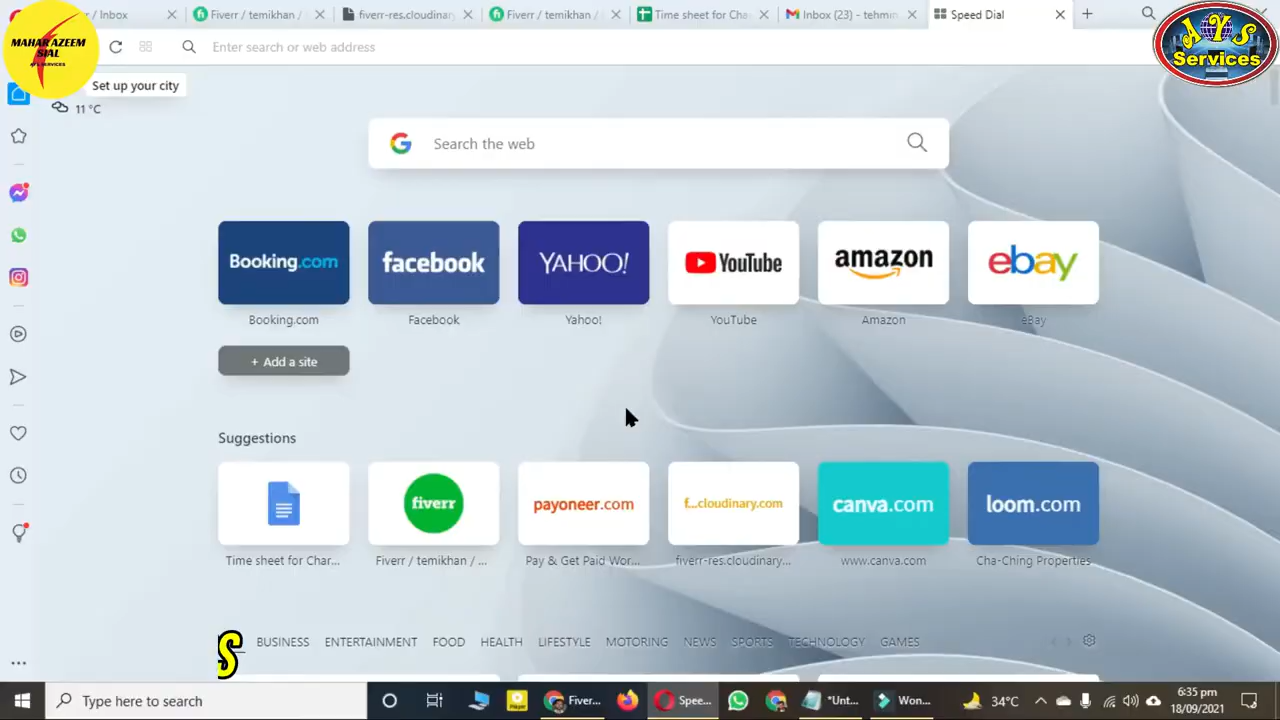 r / Inbox
Fiverr / temikhan /
fiverr-res.cloudinary
Fiverr / temikhan /
Time sheet for Cha
Inbox (23) - tehmin
Speed Dial
MAHAR AZEEM
SIAL
AYS SERVICES
Enter search or web address
AYS
Services
Set up your city
11 °C
Search the web
Booking.com
facebook
YAHOO!
YouTube
amazon
ebay
Booking.com
Facebook
Yahoo!
YouTube
Amazon
eBay
+ Add a site
Suggestions
fiverr
payoneer.com
f...cloudinary.com
canva.com
loom.com
Time sheet for Char...
Fiverr / temikhan / ...
Pay & Get Paid Wor...
fiverr-res.cloudinary...
www.canva.com
Cha-Ching Properties
S
BUSINESS
ENTERTAINMENT
FOOD
HEALTH
LIFESTYLE
MOTORING
NEWS
SPORTS
TECHNOLOGY
GAMES
Type here to search
Fiver...
Spee...
*Unt...
Won...
34°C
6:35 pm
18/09/2021